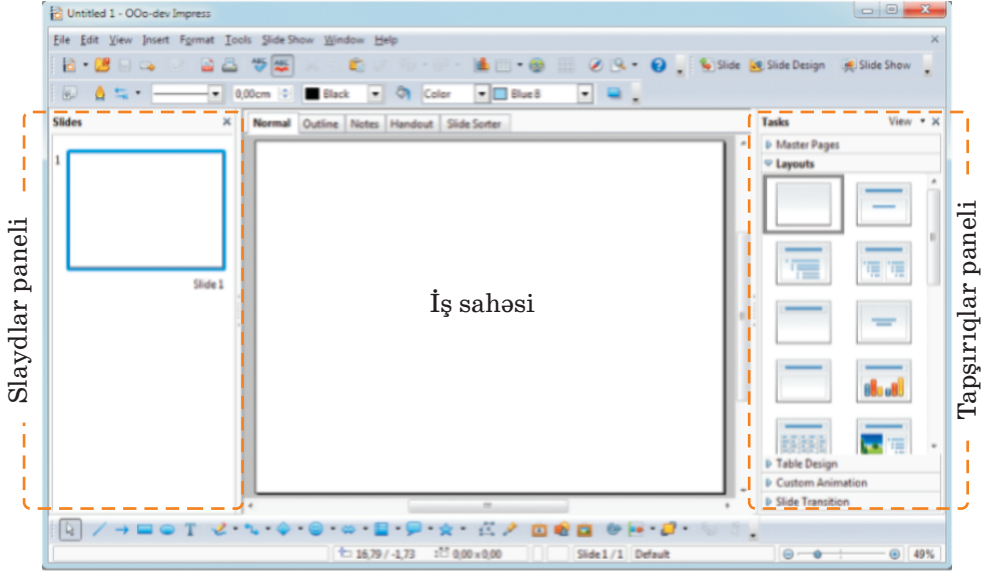 Untitled 1 - OOo-dev Impress
File Edit View Insert Format Tools Slide Show Window Help
Slide Slide Design Slide Show
0,00cm Black Color Blue 8
Slides
Normal Outline Notes Handout Slide Sorter
Tasks View
Master Pages
Layouts
1
Slide 1
Slaydlar paneli
İş sahəsi
Tapşırıqlar paneli
Table Design
Custom Animation
Slide Transition
16,79 / -1,73 0,00 x 0,00 Slide 1 / 1 Default 49%